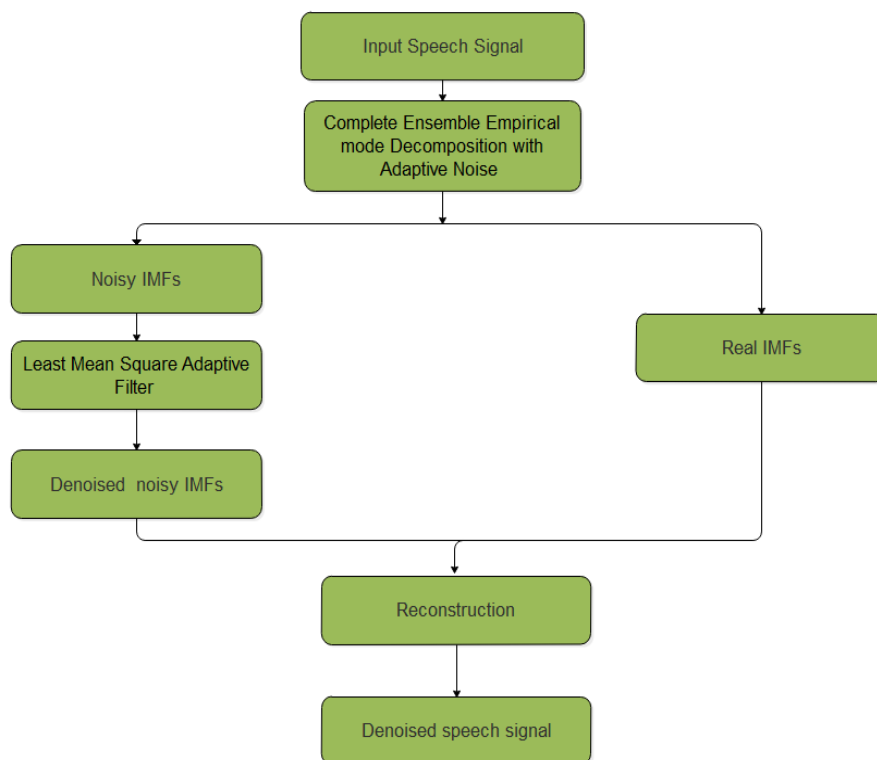 Input Speech Signal
Complete Ensemble Empirical
mode Decomposition with
Adaptive Noise
Noisy IMFs
Least Mean Square Adaptive
Filter
Denoised noisy IMFs
Real IMFs
Reconstruction
Denoised speech signal